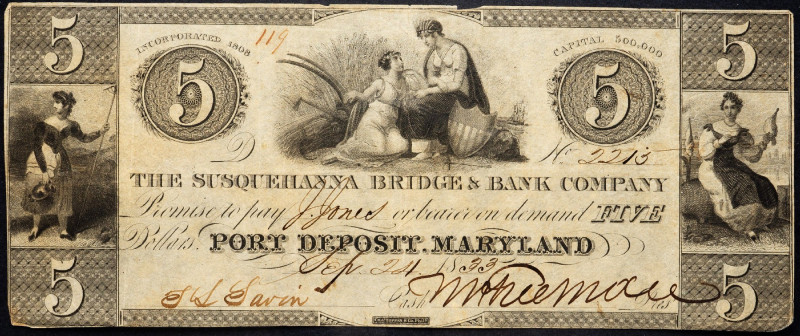 5 5
INCORPORATED 1808 119 CAPITAL 500,000
5 5
D No 2215
THE SUSQUEHANNA BRIDGE & BANK COMPANY
Promise to pay J Jones or bearer on demand FIVE
Dollars. PORT DEPOSIT. MARYLAND
Sep. 24 1833
Cash
5 5